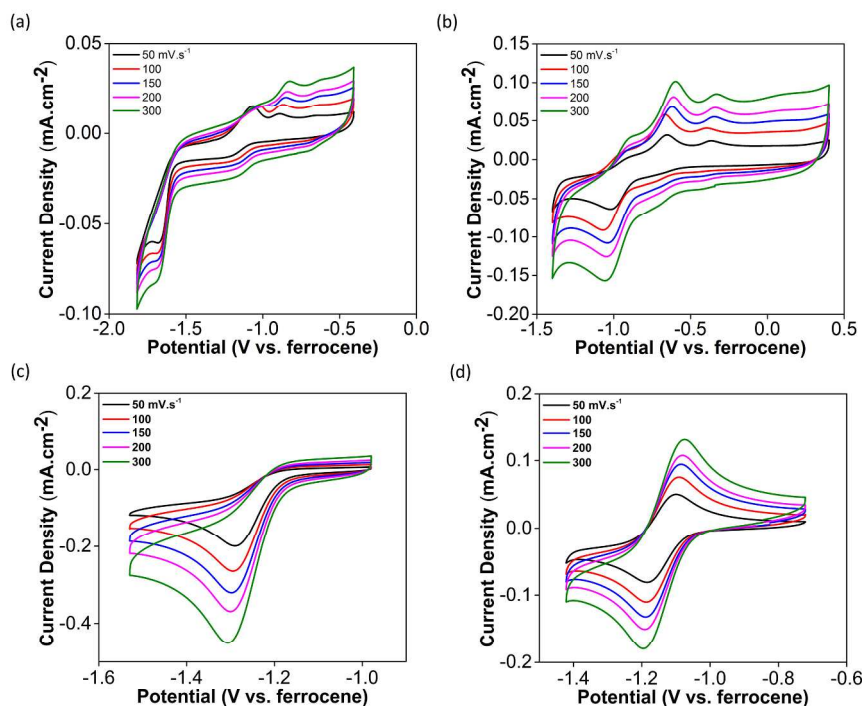 (a)
50 mV.s⁻¹
100
150
200
300
0.05
0.00
-0.05
-0.10
-2.0 -1.5 -1.0 -0.5 0.0
Current Density (mA.cm⁻²)
Potential (V vs. ferrocene)
(b)
50 mV.s⁻¹
100
150
200
300
0.15
0.10
0.05
0.00
-0.05
-0.10
-0.15
-0.20
-1.5 -1.0 -0.5 0.0 0.5
Current Density (mA.cm⁻²)
Potential (V vs. ferrocene)
(c)
50 mV.s⁻¹
100
150
200
300
0.2
0.0
-0.2
-0.4
-1.6 -1.4 -1.2 -1.0
Current Density (mA.cm⁻²)
Potential (V vs. ferrocene)
(d)
50 mV.s⁻¹
100
150
200
300
0.2
0.1
0.0
-0.1
-0.2
-1.4 -1.2 -1.0 -0.8 -0.6
Current Density (mA.cm⁻²)
Potential (V vs. ferrocene)